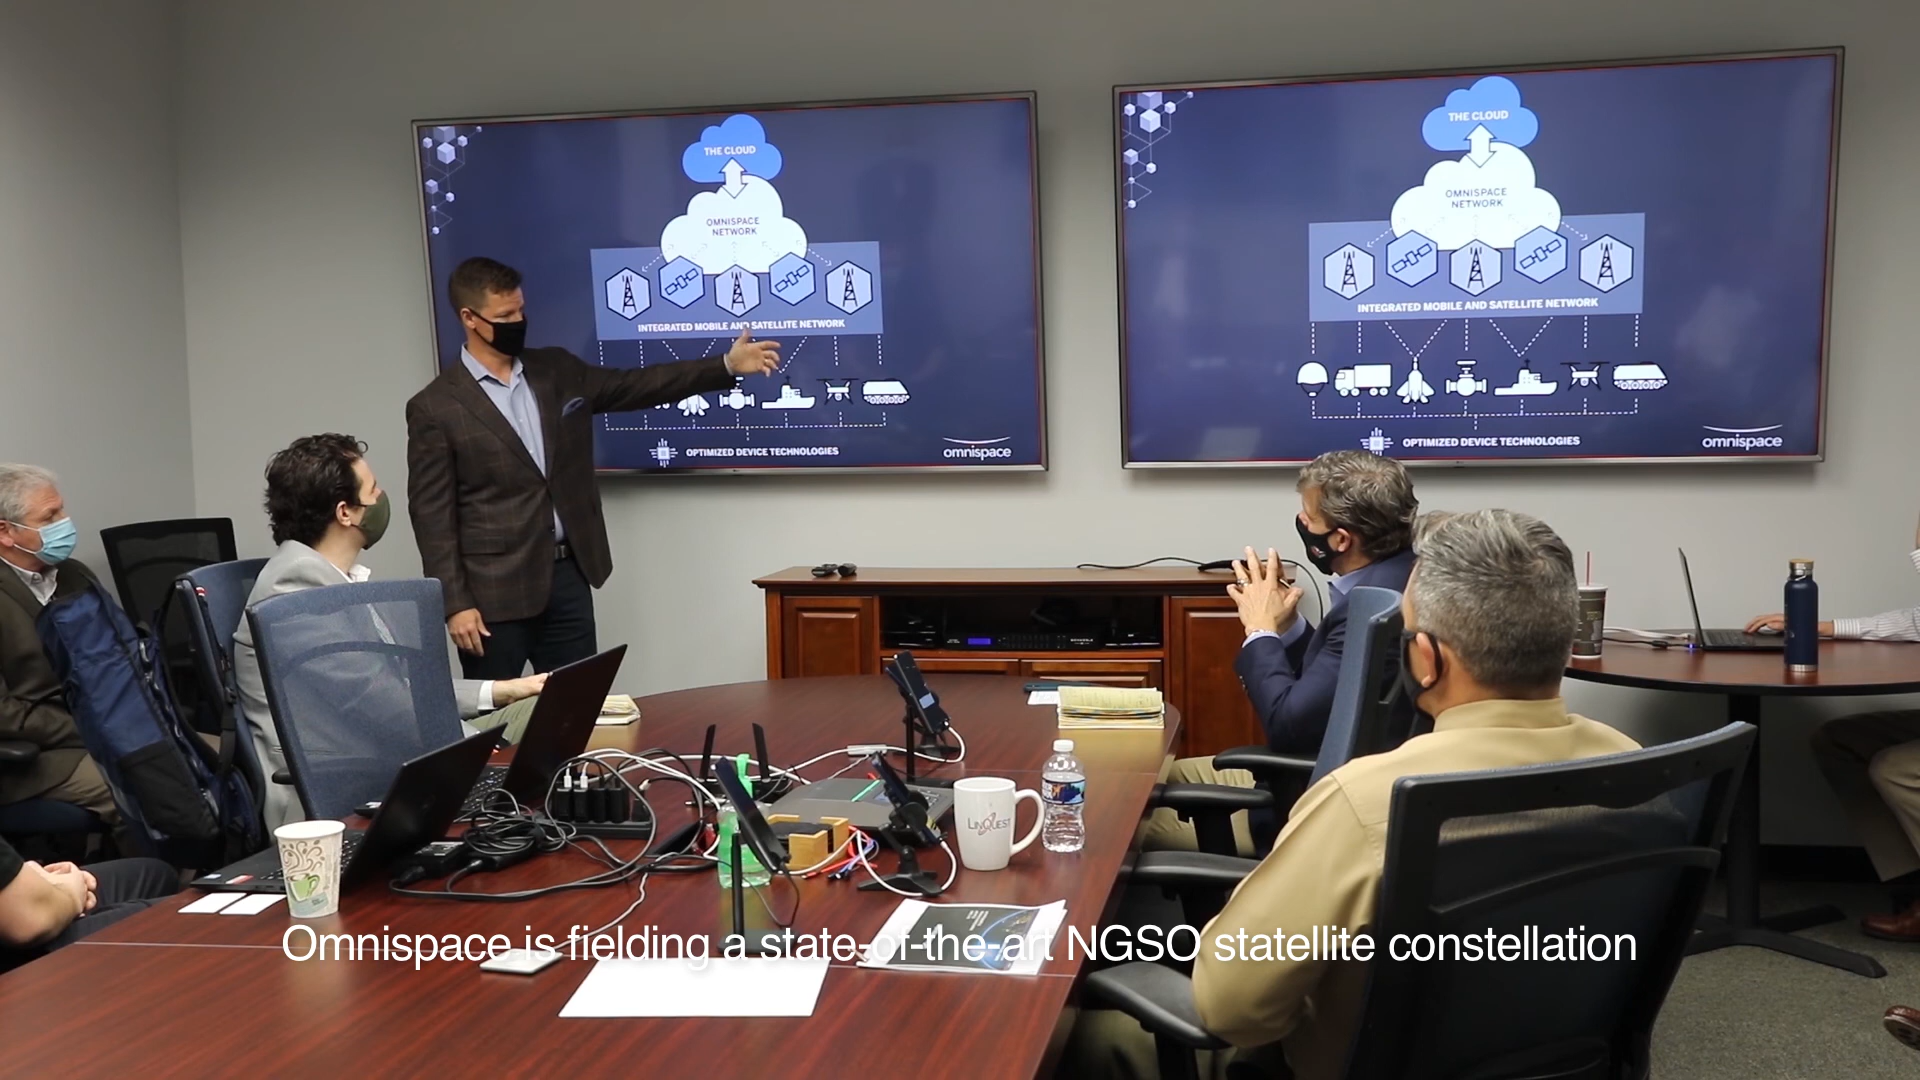 THE CLOUD
OMNISPACE
NETWORK
INTEGRATED MOBILE AND SATELLITE NETWORK
OPTIMIZED DEVICE TECHNOLOGIES
omnispace
THE CLOUD
OMNISPACE
NETWORK
INTEGRATED MOBILE AND SATELLITE NETWORK
OPTIMIZED DEVICE TECHNOLOGIES
omnispace
LinQuest
Omnispace is fielding a state-of-the-art NGSO statellite constellation